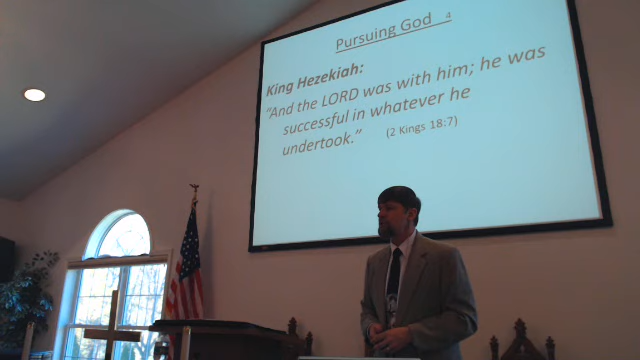 Pursuing God 4
King Hezekiah:
"And the LORD was with him; he was
successful in whatever he
undertook." (2 Kings 18:7)